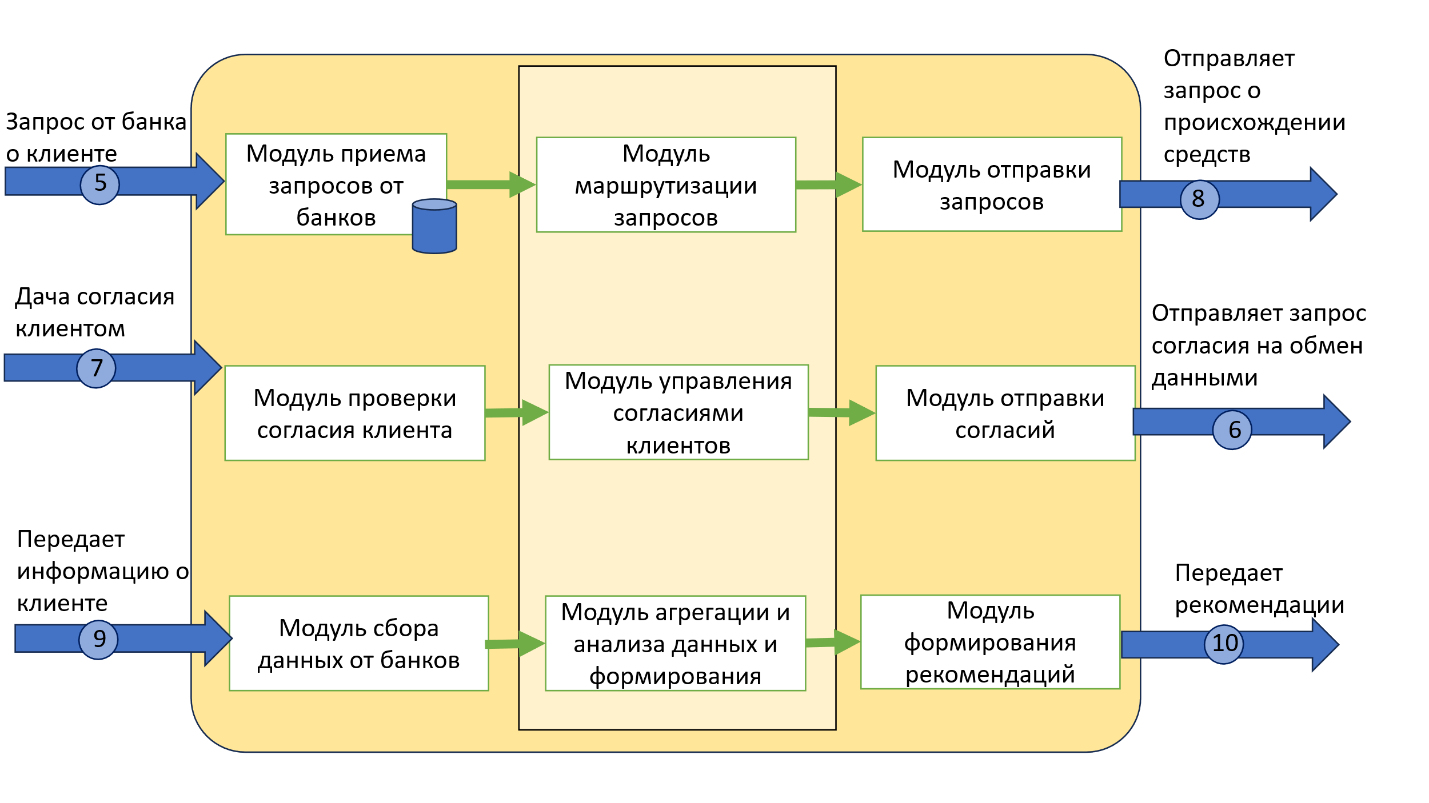 Запрос от банка
о клиенте
5
Модуль приема
запросов от
банков
Модуль
маршрутизации
запросов
Модуль отправки
запросов
Отправляет
запрос о
происхождении
средств
8
Дача согласия
клиентом
7
Модуль проверки
согласия клиента
Модуль управления
согласиями
клиентов
Модуль отправки
согласий
Отправляет запрос
согласия на обмен
данными
6
Передает
информацию о
клиенте
9
Модуль сбора
данных от банков
Модуль агрегации и
анализа данных и
формирования
Модуль
формирования
рекомендаций
Передает
рекомендации
10